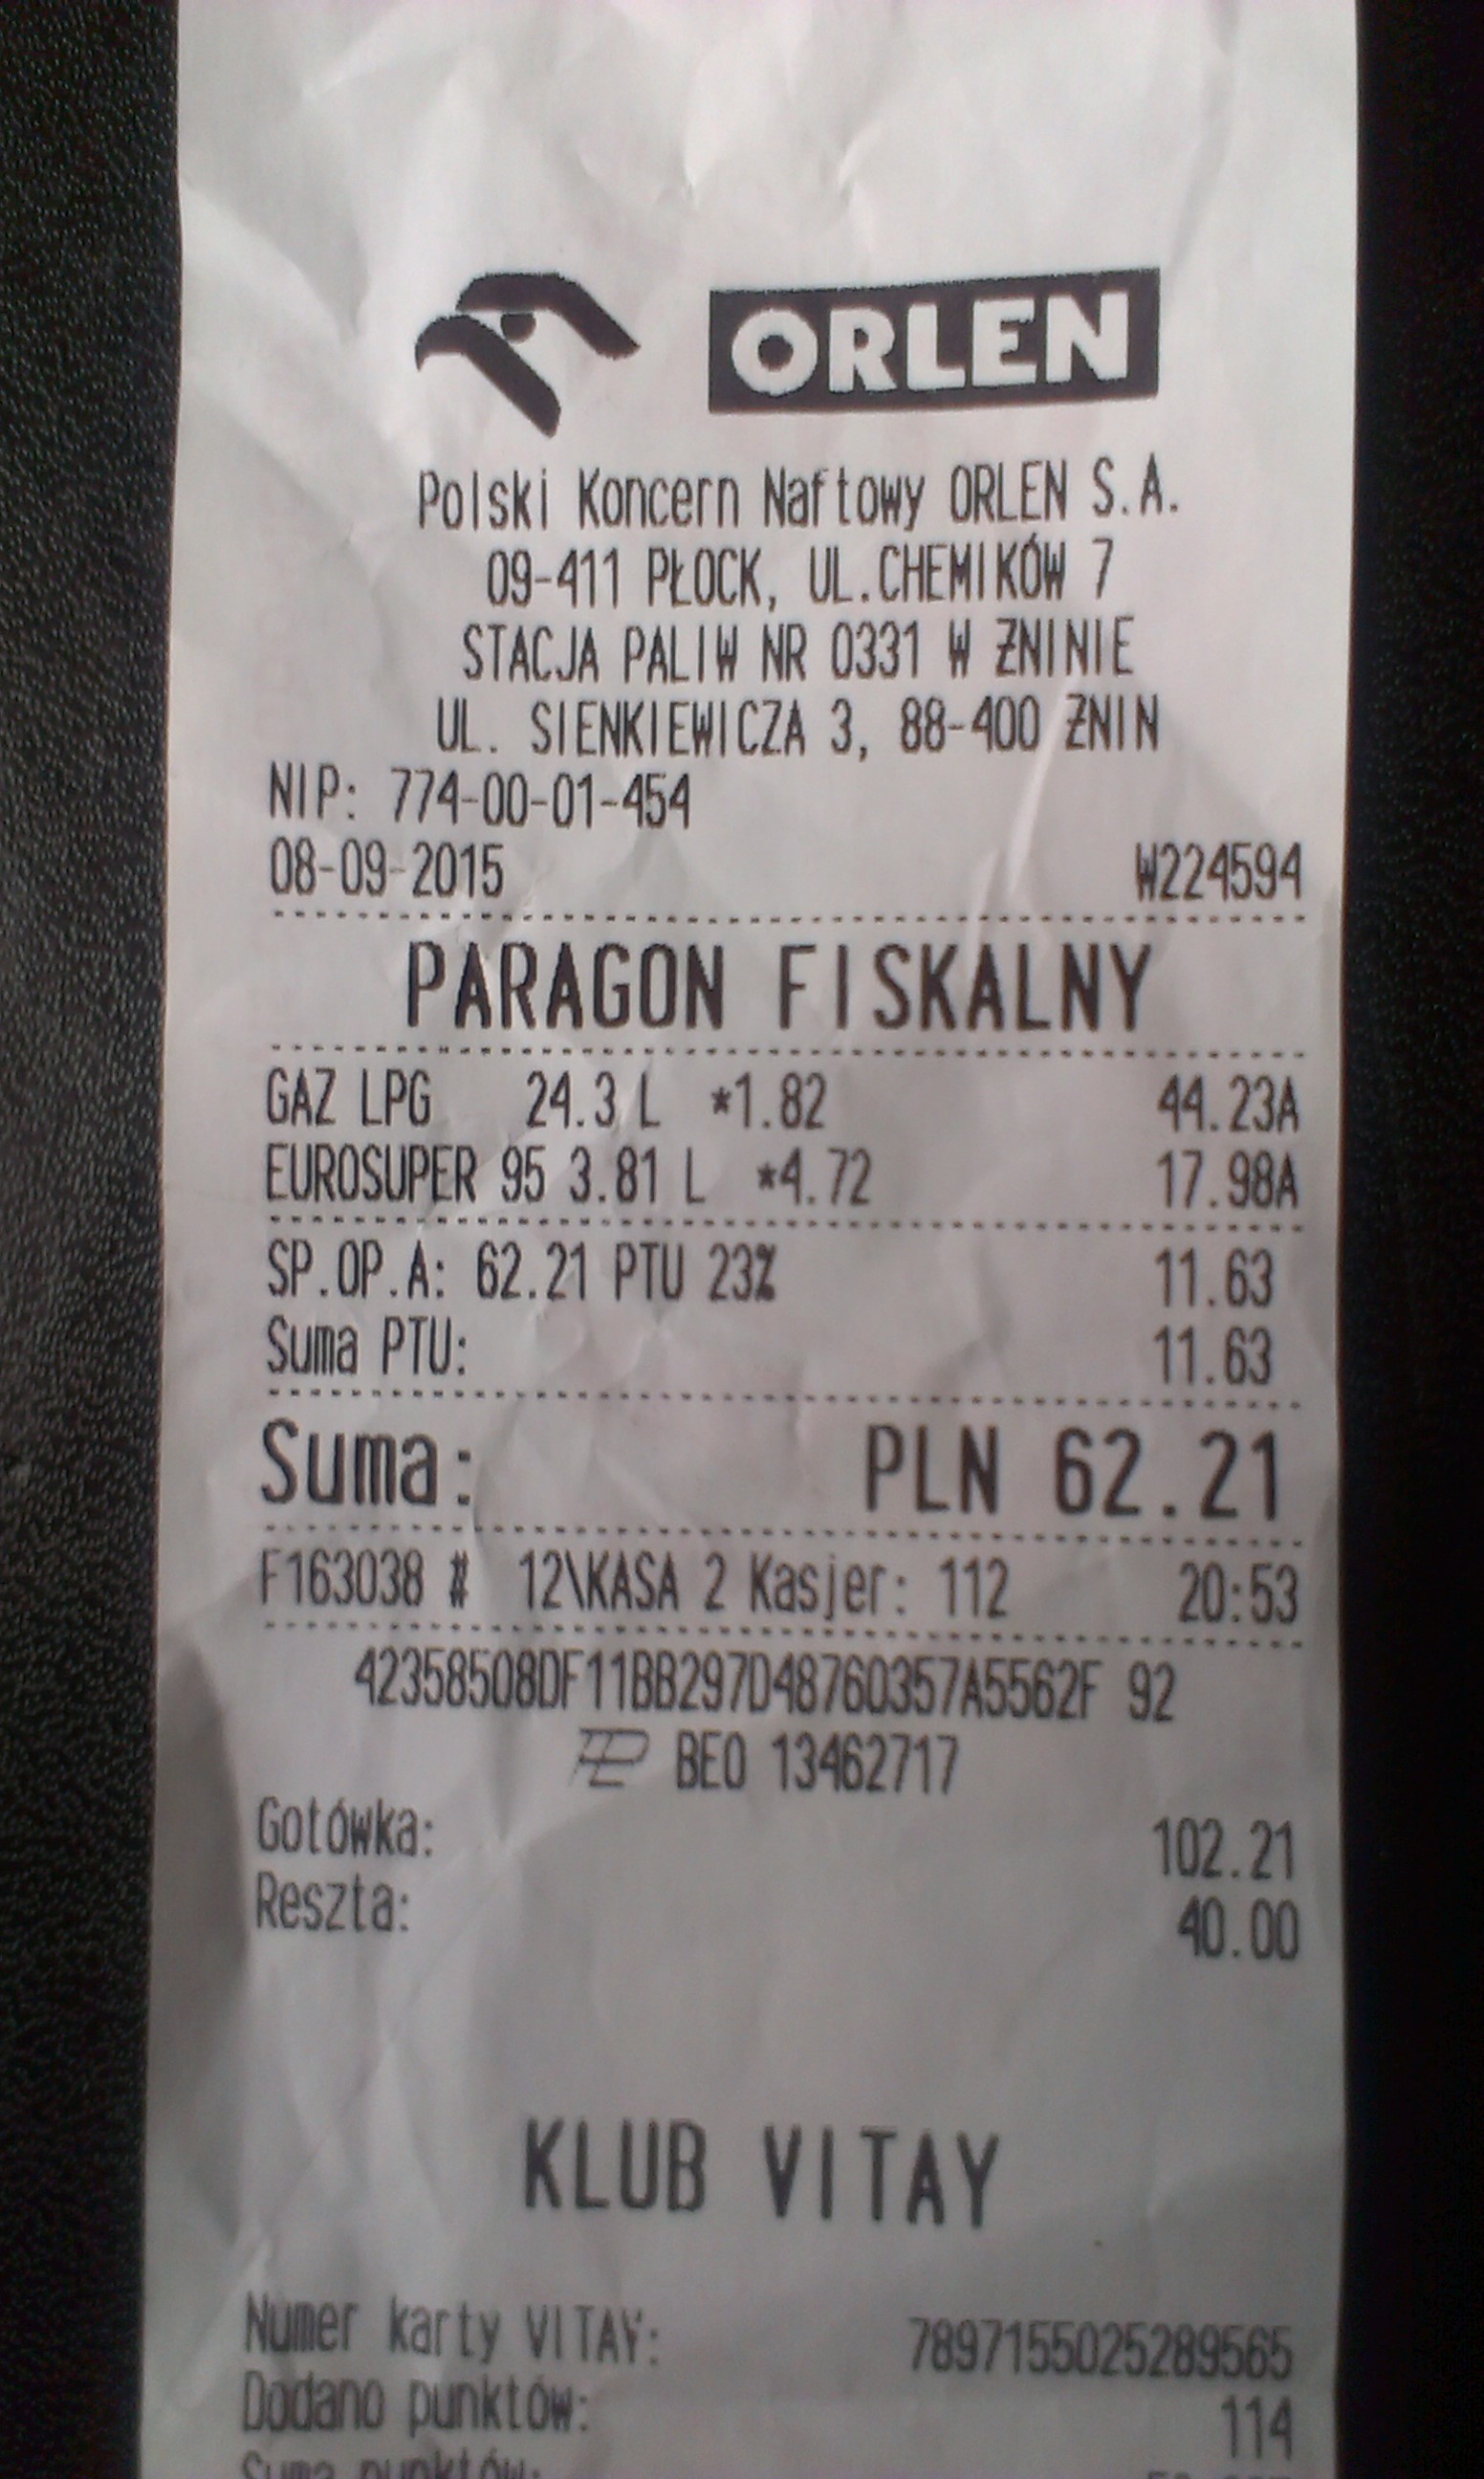 ORLEN
Polski Koncern Naftowy ORLEN S.A.
09-411 PŁOCK, UL.CHEMIKÓW 7
STACJA PALIW NR 0331 W ŻNINIE
UL. SIENKIEWICZA 3, 88-400 ŻNIN
NIP: 774-00-01-454
08-09-2015 W224594
PARAGON FISKALNY
GAZ LPG 24.3 L *1.82 44.23A
EUROSUPER 95 3.81 L *4.72 17.98A
SP.OP.A: 62.21 PTU 23% 11.63
Suma PTU: 11.63
Suma: PLN 62.21
F163038 # 12\KASA 2 Kasjer: 112 20:53
42358508DF11BB297D48760357A5562F 92
BEO 13462717
Gotówka: 102.21
Reszta: 40.00
KLUB VITAY
Numer karty VITAY: 7897155025289565
Dodano punktów: 114
Suma punktów: